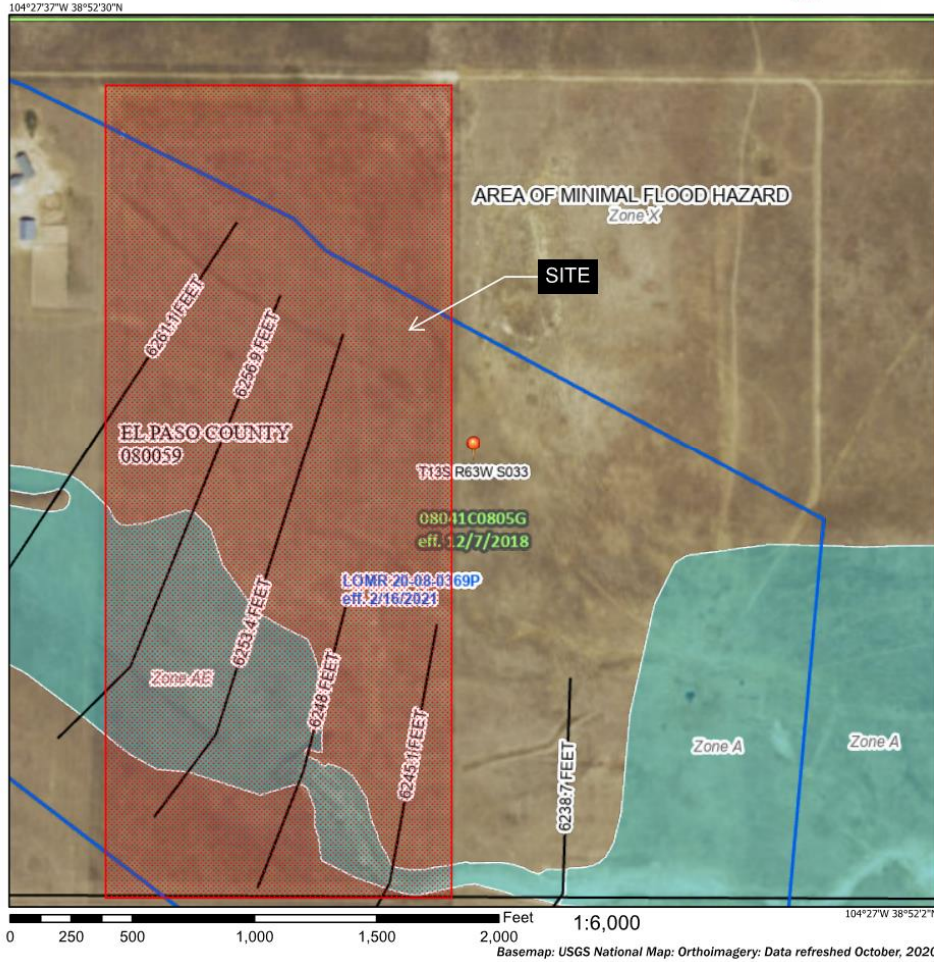 104°27'37"W 38°52'30"N
AREA OF MINIMAL FLOOD HAZARD
Zone X
SITE
6261.1 FEET
6256.9 FEET
EL PASO COUNTY
080059
T13S R63W S033
08041C0805G
eff. 12/7/2018
LOMR 20-08-0369P
eff. 2/16/2021
6253.4 FEET
Zone AE
6248 FEET
6245.1 FEET
6238.7 FEET
Zone A
Zone A
Feet
1:6,000
104°27'W 38°52'2"N
0 250 500 1,000 1,500 2,000
Basemap: USGS National Map: Orthoimagery: Data refreshed October, 2020